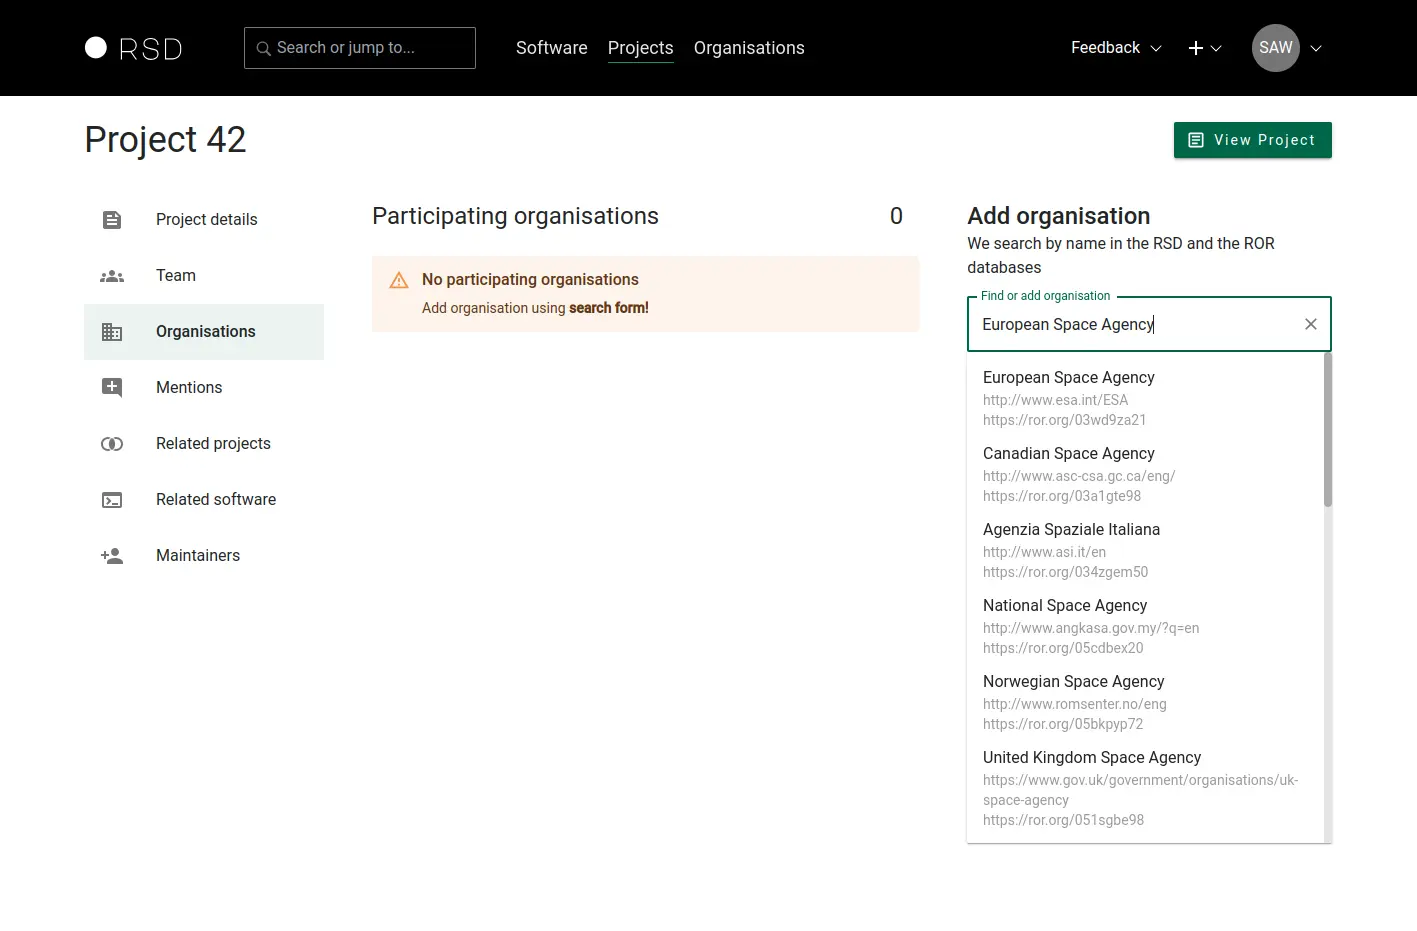 RSD
Search or jump to...
Software
Projects
Organisations
Feedback
SAW
Project 42
View Project
Project details
Team
Organisations
Mentions
Related projects
Related software
Maintainers
Participating organisations
0
No participating organisations
Add organisation using search form!
Add organisation
We search by name in the RSD and the ROR
databases
Find or add organisation
European Space Agency
European Space Agency
http://www.esa.int/ESA
https://ror.org/03wd9za21
Canadian Space Agency
http://www.asc-csa.gc.ca/eng/
https://ror.org/03a1gte98
Agenzia Spaziale Italiana
http://www.asi.it/en
https://ror.org/034zgem50
National Space Agency
http://www.angkasa.gov.my/?q=en
https://ror.org/05cdbex20
Norwegian Space Agency
http://www.romsenter.no/eng
https://ror.org/05bkpyp72
United Kingdom Space Agency
https://www.gov.uk/government/organisations/uk-
space-agency
https://ror.org/051sgbe98